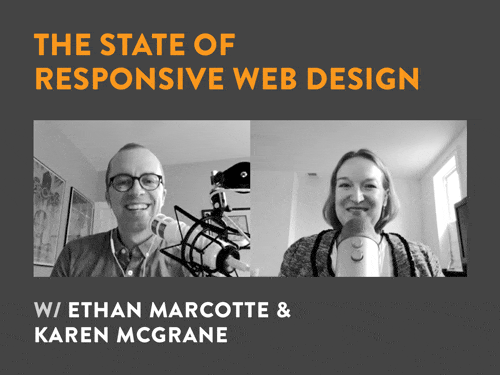 THE STATE OF
RESPONSIVE WEB DESIGN
W/ ETHAN MARCOTTE &
KAREN MCGRANE